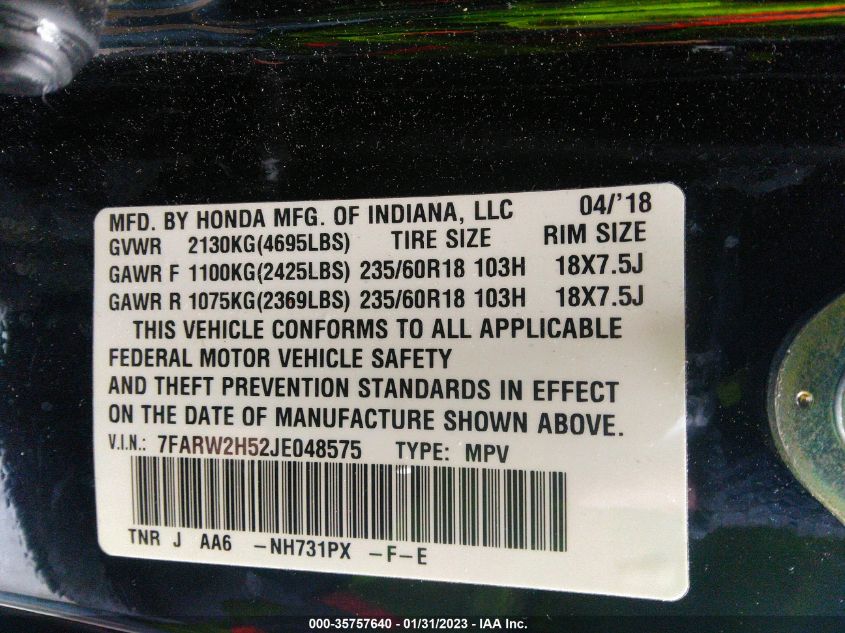 MFD. BY HONDA MFG. OF INDIANA, LLC 04/'18
GVWR 2130KG(4695LBS) TIRE SIZE RIM SIZE
GAWR F 1100KG(2425LBS) 235/60R18 103H 18X7.5J
GAWR R 1075KG(2369LBS) 235/60R18 103H 18X7.5J
THIS VEHICLE CONFORMS TO ALL APPLICABLE
FEDERAL MOTOR VEHICLE SAFETY
AND THEFT PREVENTION STANDARDS IN EFFECT
ON THE DATE OF MANUFACTURE SHOWN ABOVE.
V.I.N.: 7FARW2H52JE048575 TYPE: MPV
TNR J AA6 -NH731PX -F-E
000-35757640 - 01/31/2023 - IAA Inc.